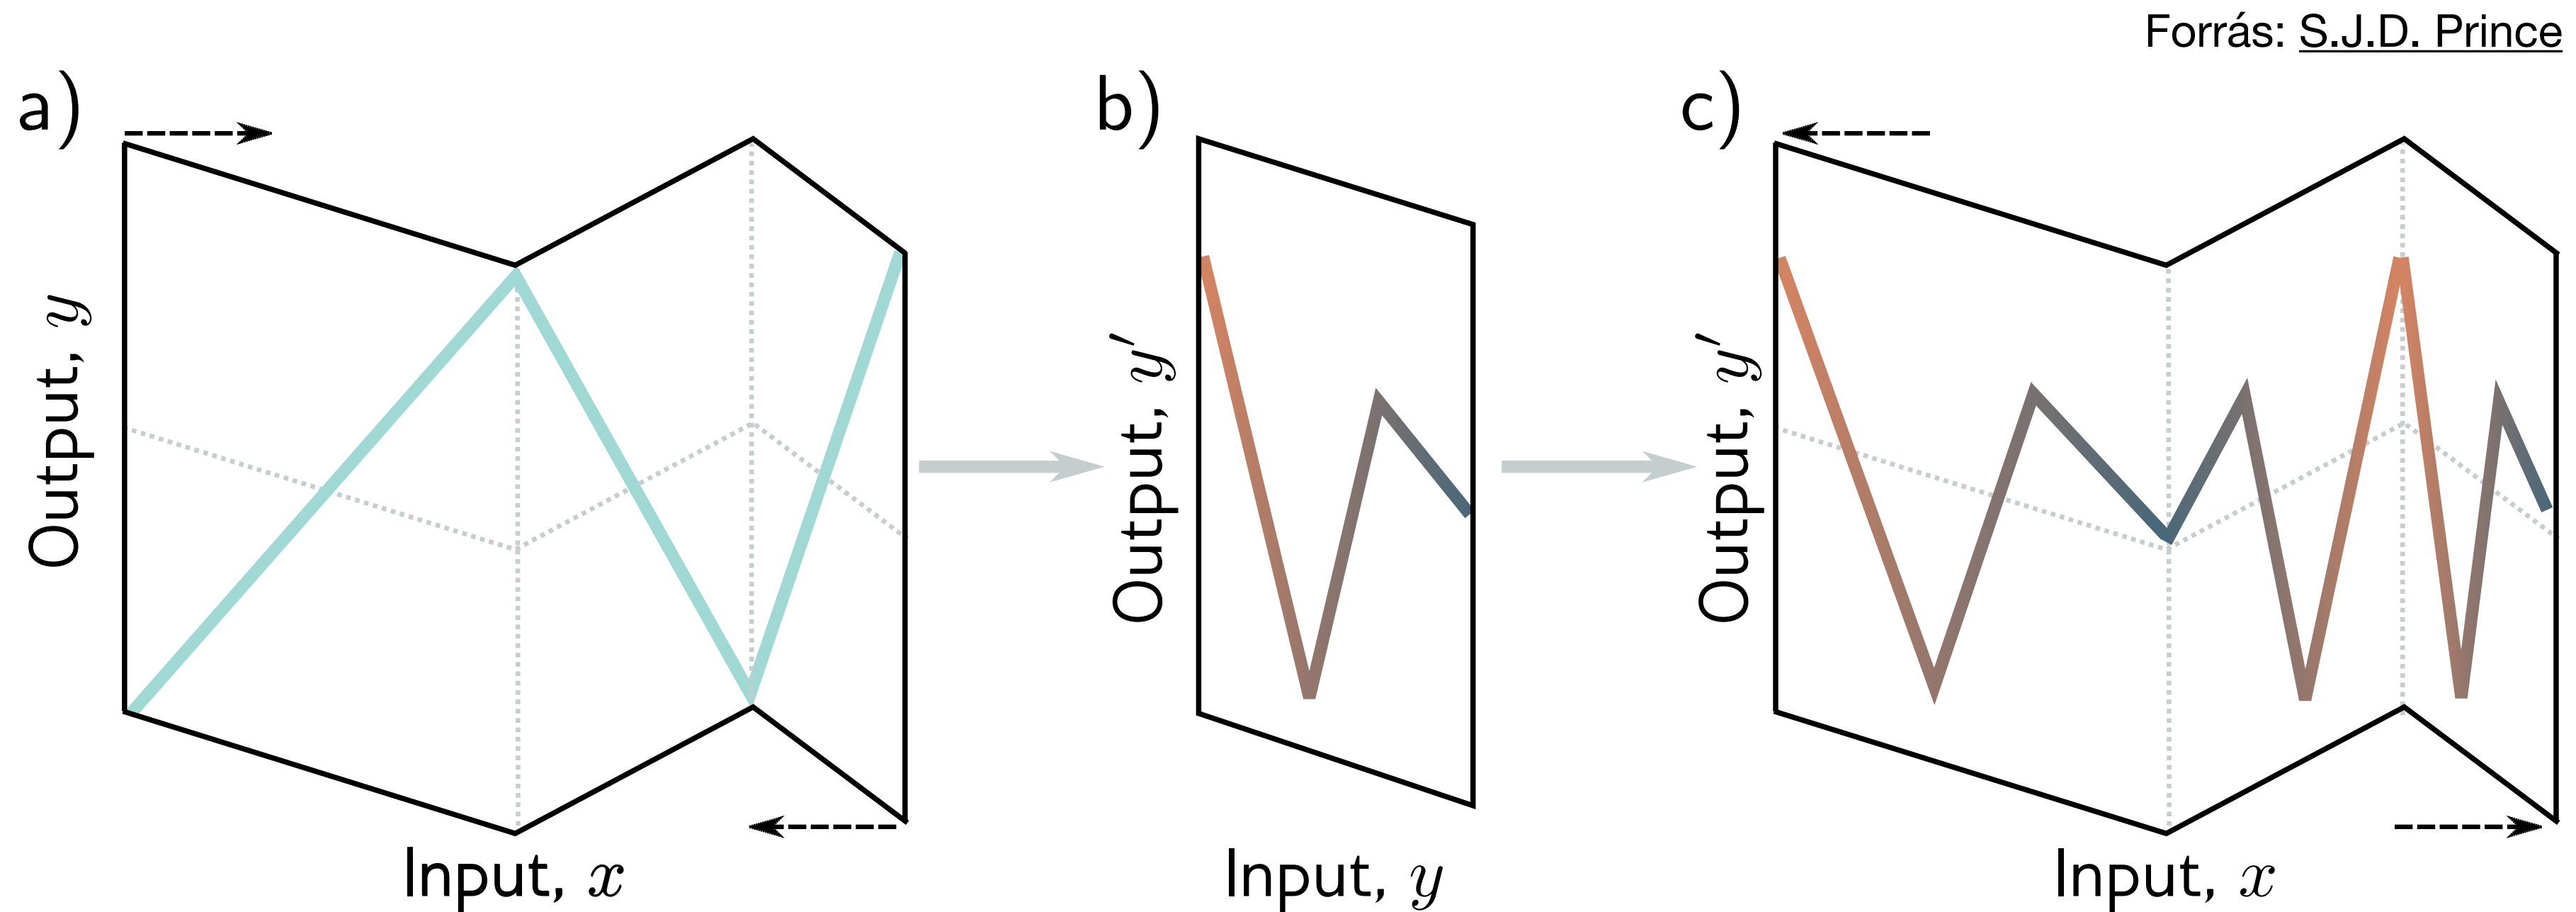 Forrás: S.J.D. Prince
a)
Output, y
Input, x
b)
Output, y′
Input, y
c)
Output, y′
Input, x